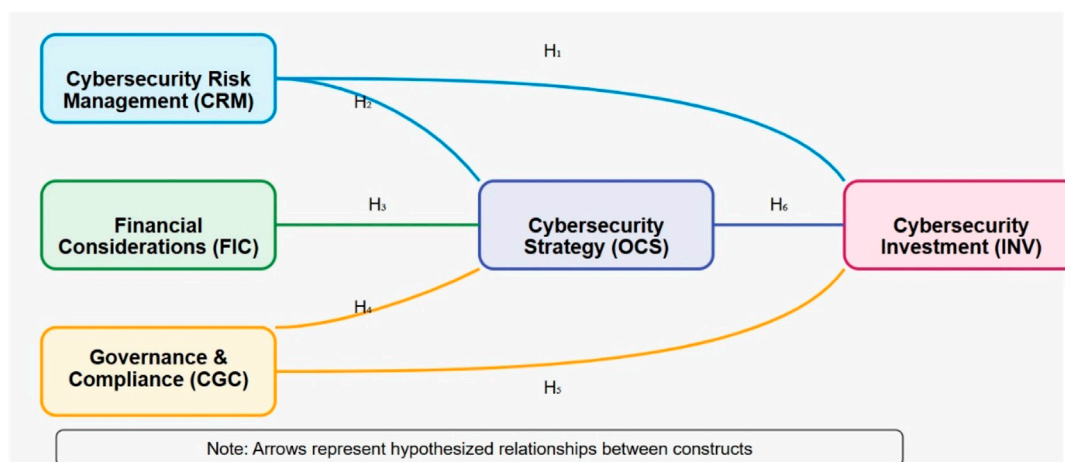 H₁
Cybersecurity Risk
Management (CRM)
H₂
Financial
Considerations (FIC)
H₃
Cybersecurity
Strategy (OCS)
H₆
Cybersecurity
Investment (INV)
H₄
Governance &
Compliance (CGC)
H₅
Note: Arrows represent hypothesized relationships between constructs